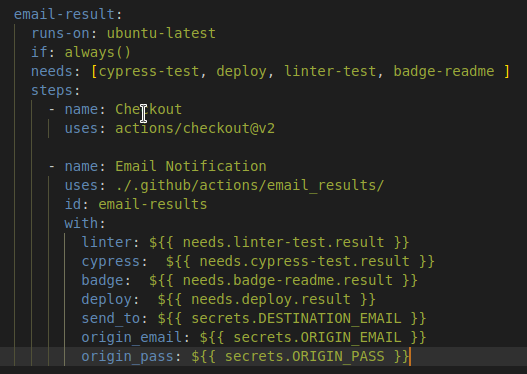 email-result:
runs-on: ubuntu-latest
if: always()
needs: [cypress-test, deploy, linter-test, badge-readme ]
steps:
- name: Checkout
uses: actions/checkout@v2
- name: Email Notification
uses: ./.github/actions/email_results/
id: email-results
with:
linter: ${{ needs.linter-test.result }}
cypress:  ${{ needs.cypress-test.result }}
badge:  ${{ needs.badge-readme.result }}
deploy:  ${{ needs.deploy.result }}
send_to: ${{ secrets.DESTINATION_EMAIL }}
origin_email: ${{ secrets.ORIGIN_EMAIL }}
origin_pass: ${{ secrets.ORIGIN_PASS }}